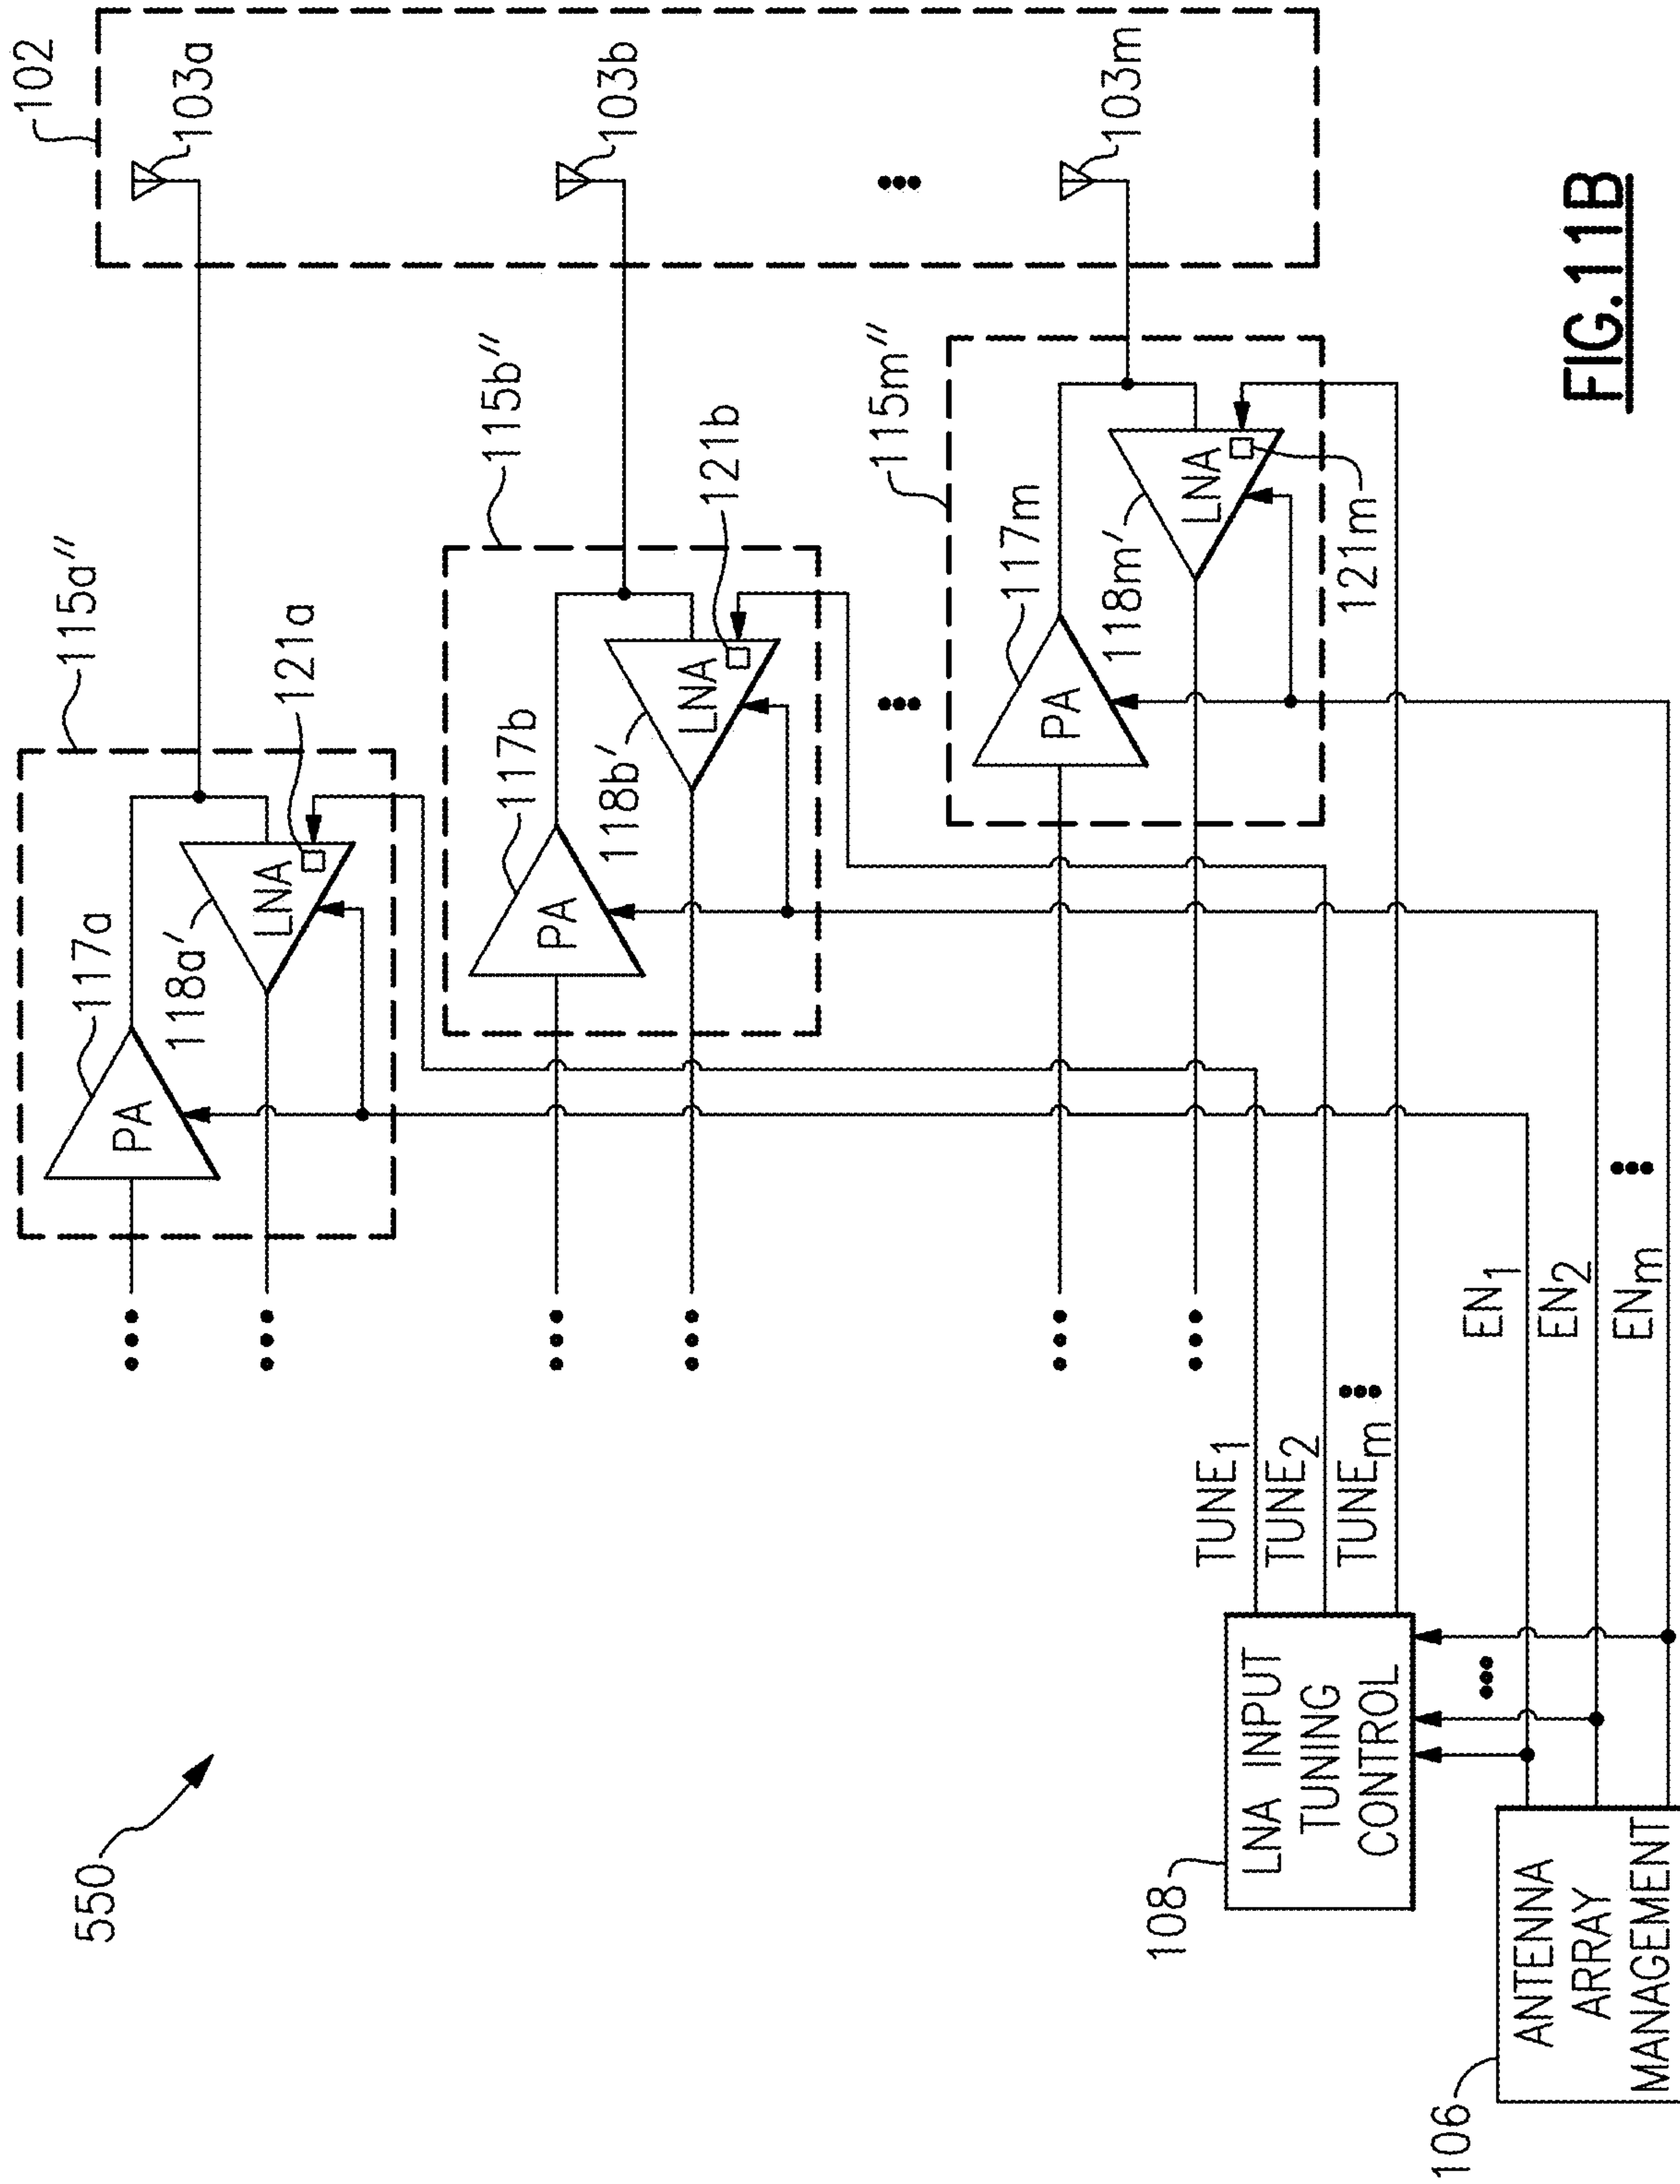 550
102
103a
103b
103m
115a″
115b″
115m″
117a
118a′
121a
PA
LNA
117b
118b′
121b
PA
LNA
117m
118m′
121m
PA
LNA
TUNE1
TUNE2
TUNEm
EN1
EN2
ENm
108
LNA INPUT
TUNING
CONTROL
106
ANTENNA
ARRAY
MANAGEMENT
FIG.11B